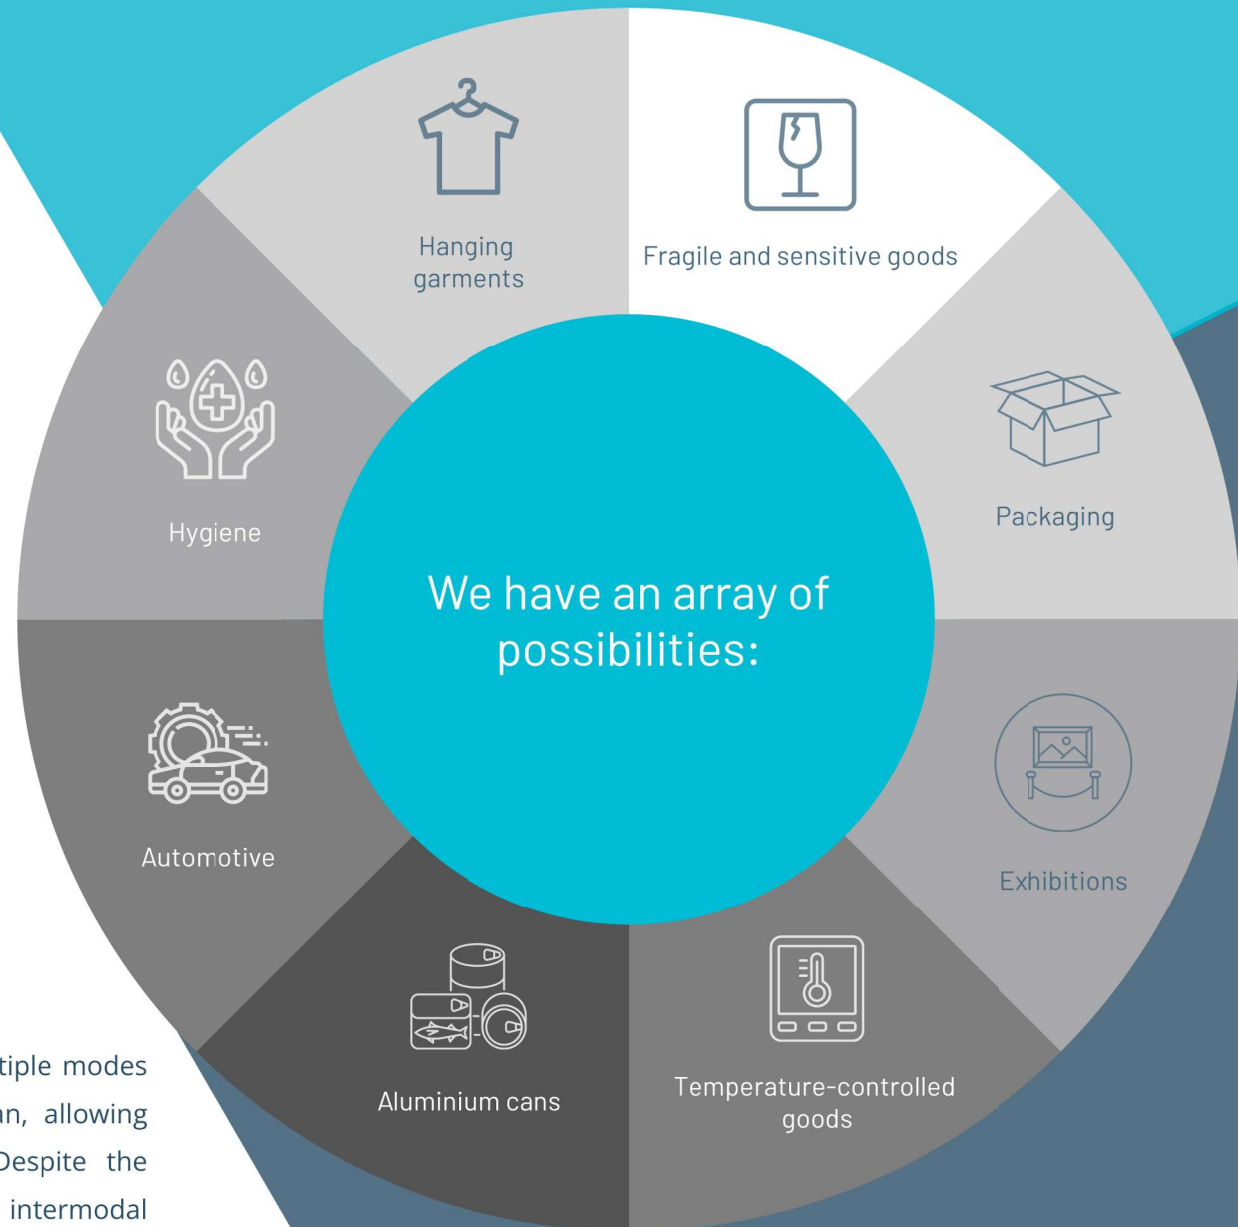 Hanging
garments
Fragile and sensitive goods
Packaging
Hygiene
We have an array of
possibilities:
Automotive
Exhibitions
Aluminium cans
Temperature-controlled
goods
modes
allowing
Despite the
intermodal